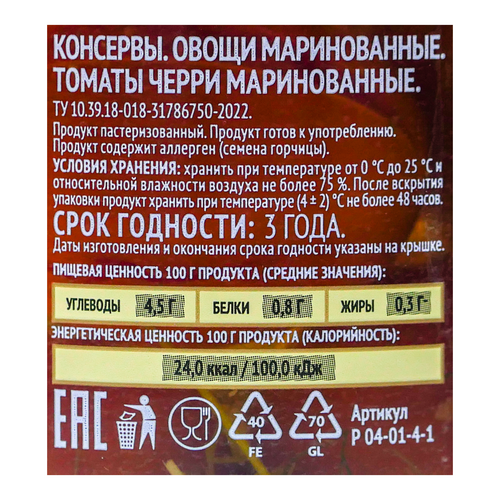 КОНСЕРВЫ. ОВОЩИ МАРИНОВАННЫЕ.
ТОМАТЫ ЧЕРРИ МАРИНОВАННЫЕ.
ТУ 10.39.18-018-31786750-2022.
Продукт пастеризованный. Продукт готов к употреблению.
Продукт содержит аллерген (семена горчицы).
УСЛОВИЯ ХРАНЕНИЯ: хранить при температуре от 0 °С до 25 °С и
относительной влажности воздуха не более 75 %. После вскрытия
упаковки продукт хранить при температуре (4 ± 2) °С не более 48 часов.
СРОК ГОДНОСТИ: 3 ГОДА.
Даты изготовления и окончания срока годности указаны на крышке.
ПИЩЕВАЯ ЦЕННОСТЬ 100 Г ПРОДУКТА (СРЕДНИЕ ЗНАЧЕНИЯ):
УГЛЕВОДЫ 4,5 Г БЕЛКИ 0,8 Г ЖИРЫ 0,3 Г
ЭНЕРГЕТИЧЕСКАЯ ЦЕННОСТЬ 100 Г ПРОДУКТА (КАЛОРИЙНОСТЬ):
24,0 ккал / 100,0 кДж
ЕАС 40 FE 70 GL
Артикул
Р 04-01-4-1